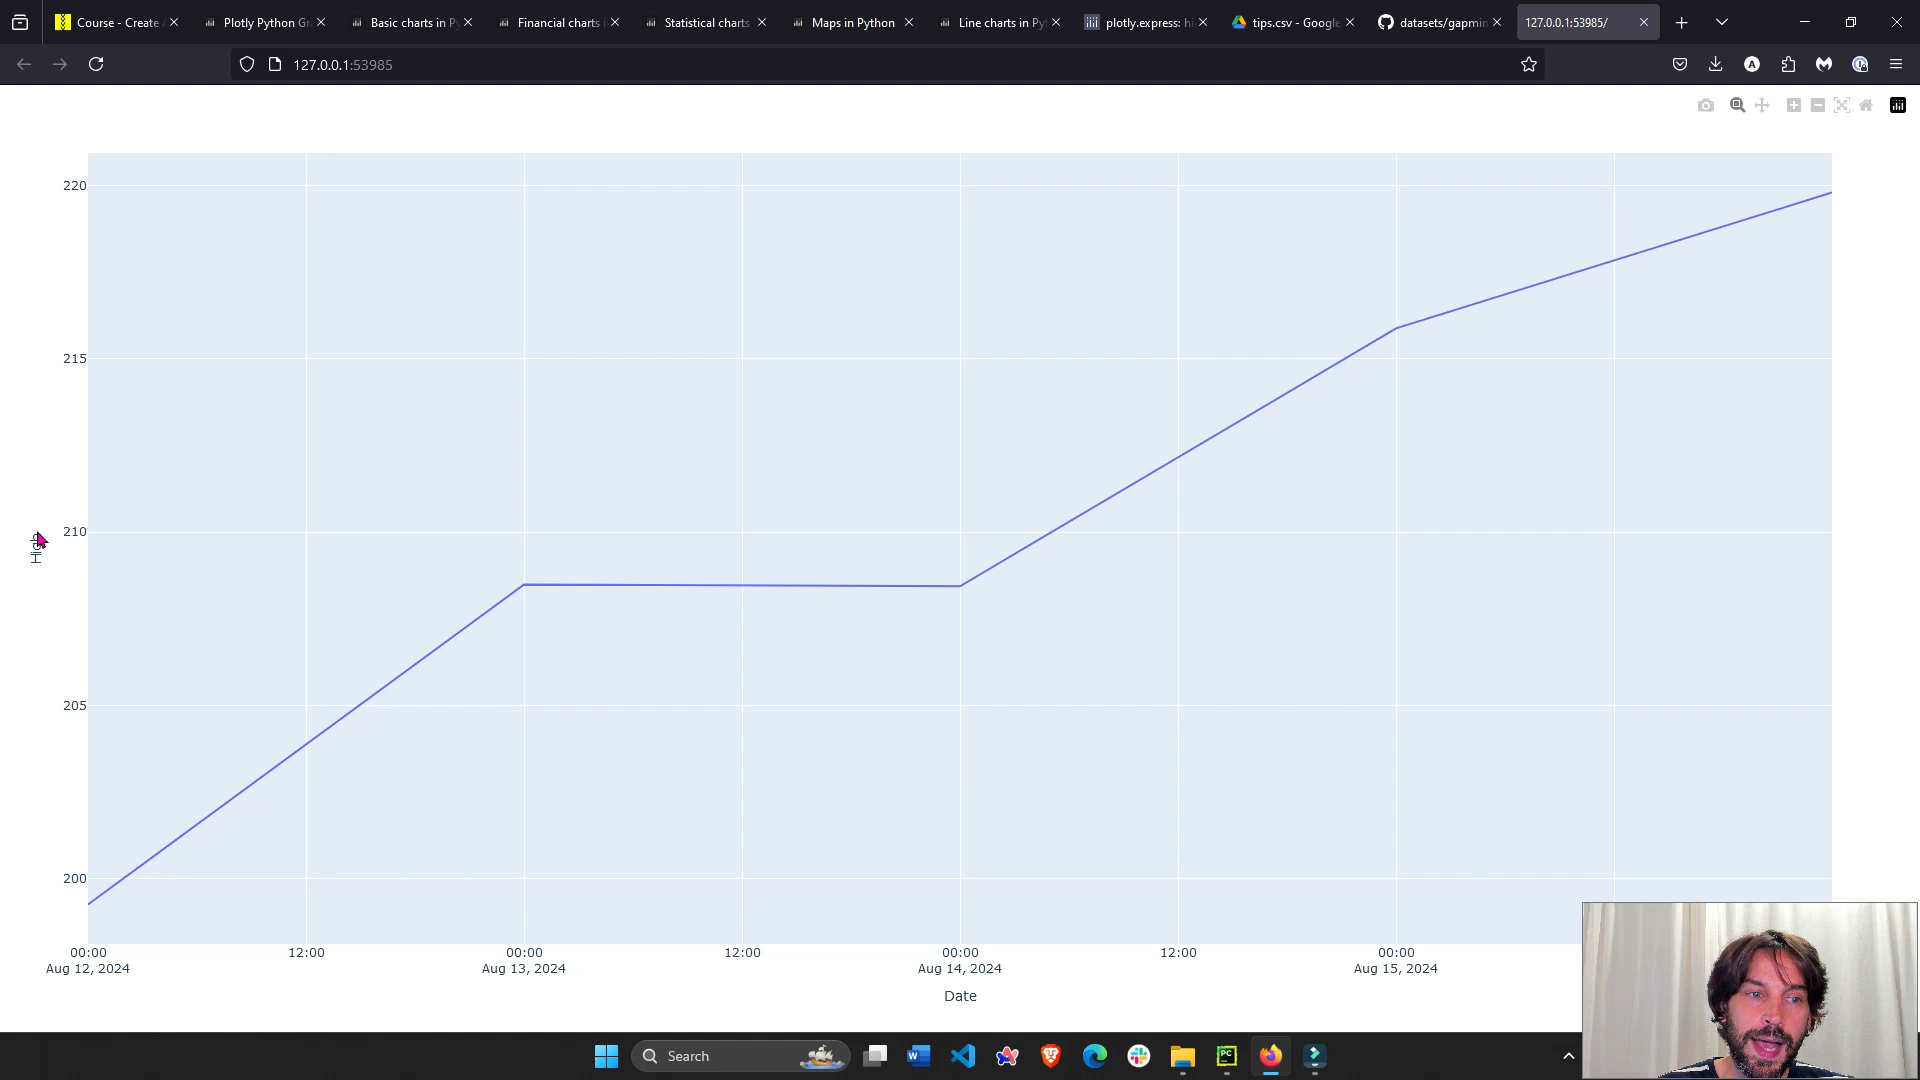 Course - Create
Plotly Python Gr
Basic charts in Py
Financial charts
Statistical charts
Maps in Python
Line charts in Py
plotly.express: hi
tips.csv - Google
datasets/gapmin
127.0.0.1:53985/
127.0.0.1:53985
220
215
210
205
200
High
00:00
Aug 12, 2024
12:00
00:00
Aug 13, 2024
12:00
00:00
Aug 14, 2024
12:00
00:00
Aug 15, 2024
Date
Search